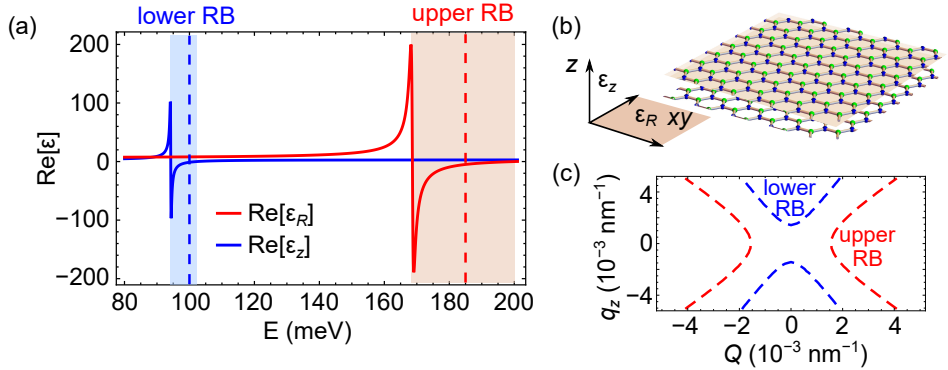 (a)
lower RB
upper RB
200
100
0
−100
−200
Re[ε]
Re[ε_R]
Re[ε_z]
80
100
120
140
160
180
200
E (meV)
(b)
z
ε_z
ε_R xy
(c)
4
0
−4
q_z (10⁻³ nm⁻¹)
lower
RB
upper
RB
−4
−2
0
2
4
Q (10⁻³ nm⁻¹)